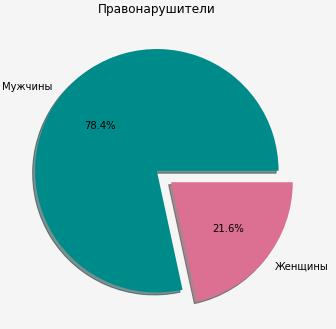 Правонарушители
Мужчины
78.4%
21.6%
Женщины